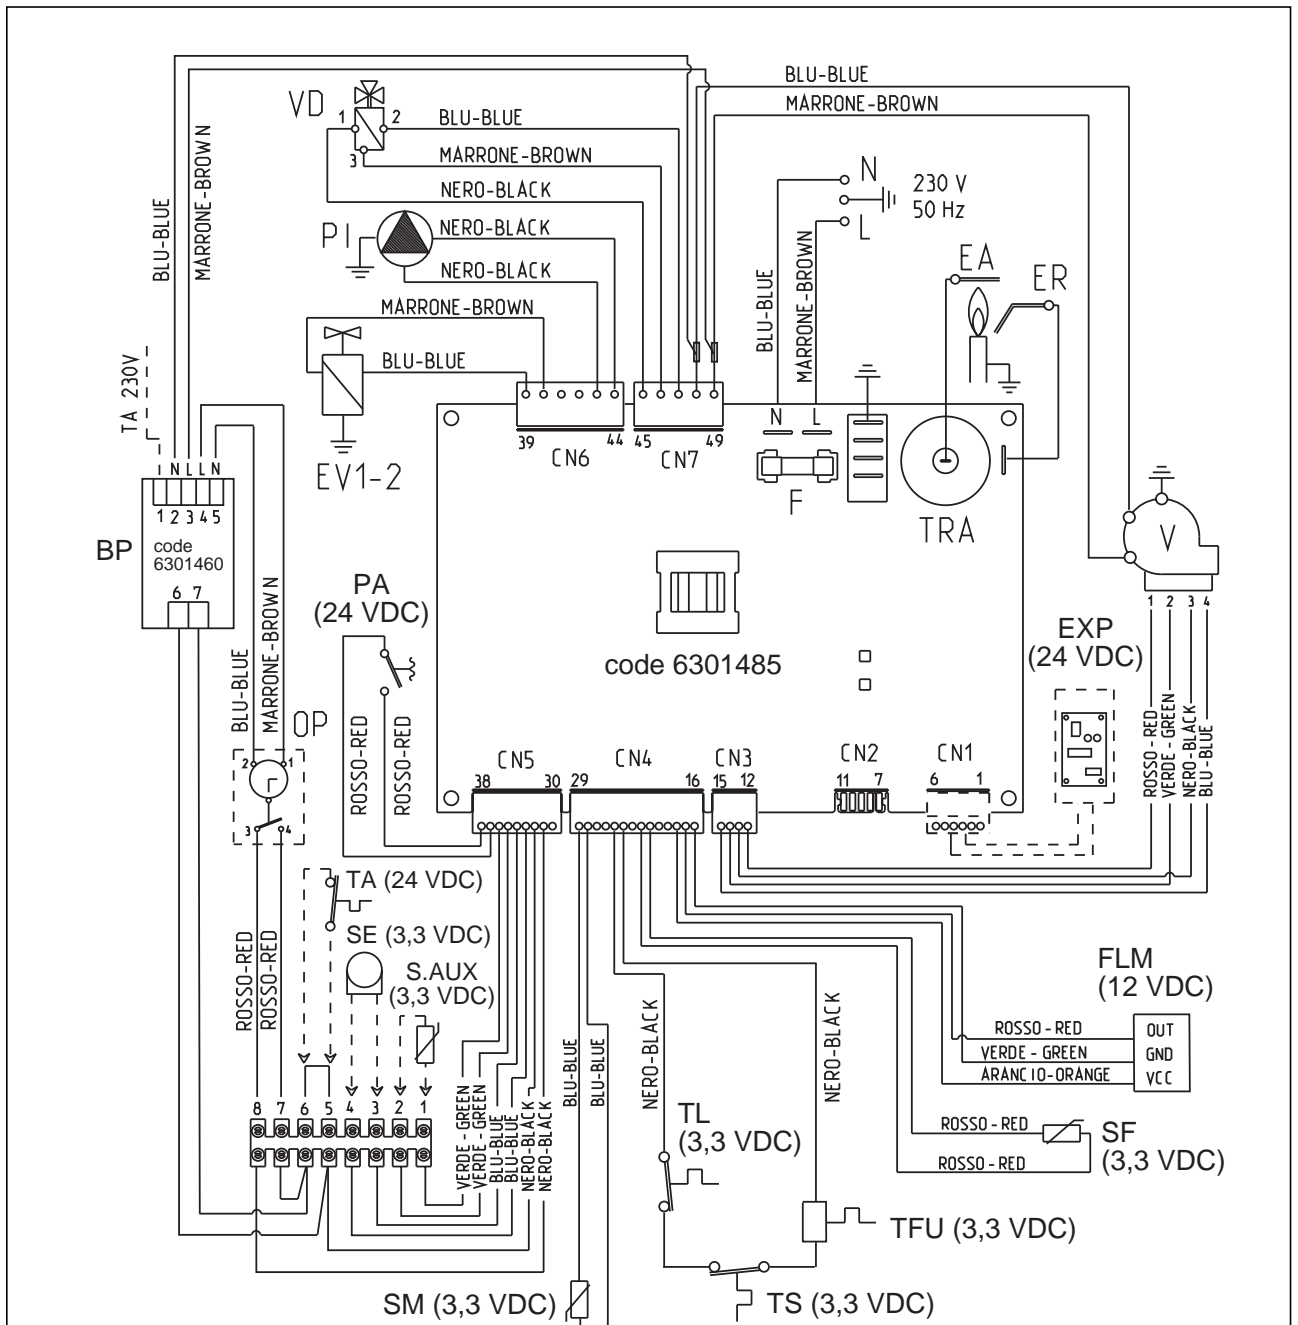 BLU-BLUE
MARRONE-BROWN
VD
1
2
3
BLU-BLUE
MARRONE-BROWN
NERO-BLACK
PI
NERO-BLACK
NERO-BLACK
MARRONE-BROWN
BLU-BLUE
EV1-2
BLU-BLUE
MARRONE-BROWN
N
L
230 V
50 Hz
BLU-BLUE
MARRONE-BROWN
EA
ER
TA 230V
N L L N
1 2 3 4 5
BP
code
6301460
6 7
39
44
CN6
45
49
CN7
N
L
F
TRA
V
1 2 3 4
ROSSO-RED
VERDE-GREEN
NERO-BLACK
BLU-BLUE
PA
(24 VDC)
ROSSO-RED
ROSSO-RED
code 6301485
EXP
(24 VDC)
BLU-BLUE
MARRONE-BROWN
OP
2
1
3
4
CN5
38
30
CN4
29
16
CN3
15
12
CN2
11
7
CN1
6
1
TA (24 VDC)
SE (3,3 VDC)
S.AUX
(3,3 VDC)
ROSSO-RED
ROSSO-RED
8 7 6 5 4 3 2 1
VERDE-GREEN
VERDE-GREEN
BLU-BLUE
BLU-BLUE
NERO-BLACK
NERO-BLACK
BLU-BLUE
BLU-BLUE
NERO-BLACK
NERO-BLACK
FLM
(12 VDC)
ROSSO-RED
OUT
VERDE-GREEN
GND
ARANCIO-ORANGE
VCC
TL
(3,3 VDC)
ROSSO-RED
ROSSO-RED
SF
(3,3 VDC)
TFU (3,3 VDC)
SM (3,3 VDC)
TS (3,3 VDC)